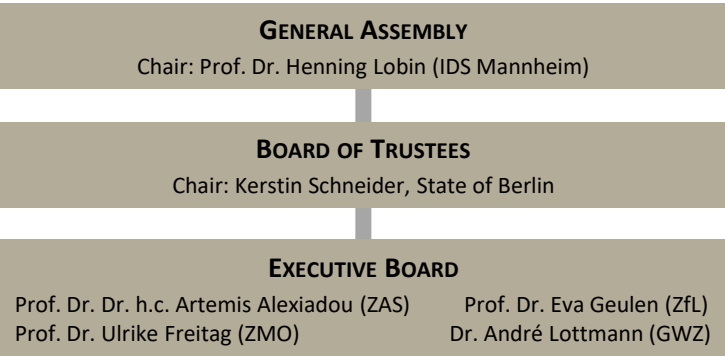 GENERAL ASSEMBLY
Chair: Prof. Dr. Henning Lobin (IDS Mannheim)
BOARD OF TRUSTEES
Chair: Kerstin Schneider, State of Berlin
EXECUTIVE BOARD
Prof. Dr. Dr. h.c. Artemis Alexiadou (ZAS) Prof. Dr. Eva Geulen (ZfL)
Prof. Dr. Ulrike Freitag (ZMO) Dr. André Lottmann (GWZ)